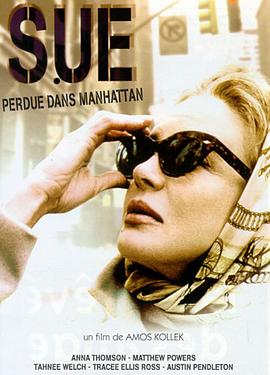 SUE
PERDUE DANS MANHATTAN
un film de AMOS KOLLEK
ANNA THOMSON - MATTHEW POWERS
TAHNEE WELCH - TRACEE ELLIS ROSS - AUSTIN PENDLETON